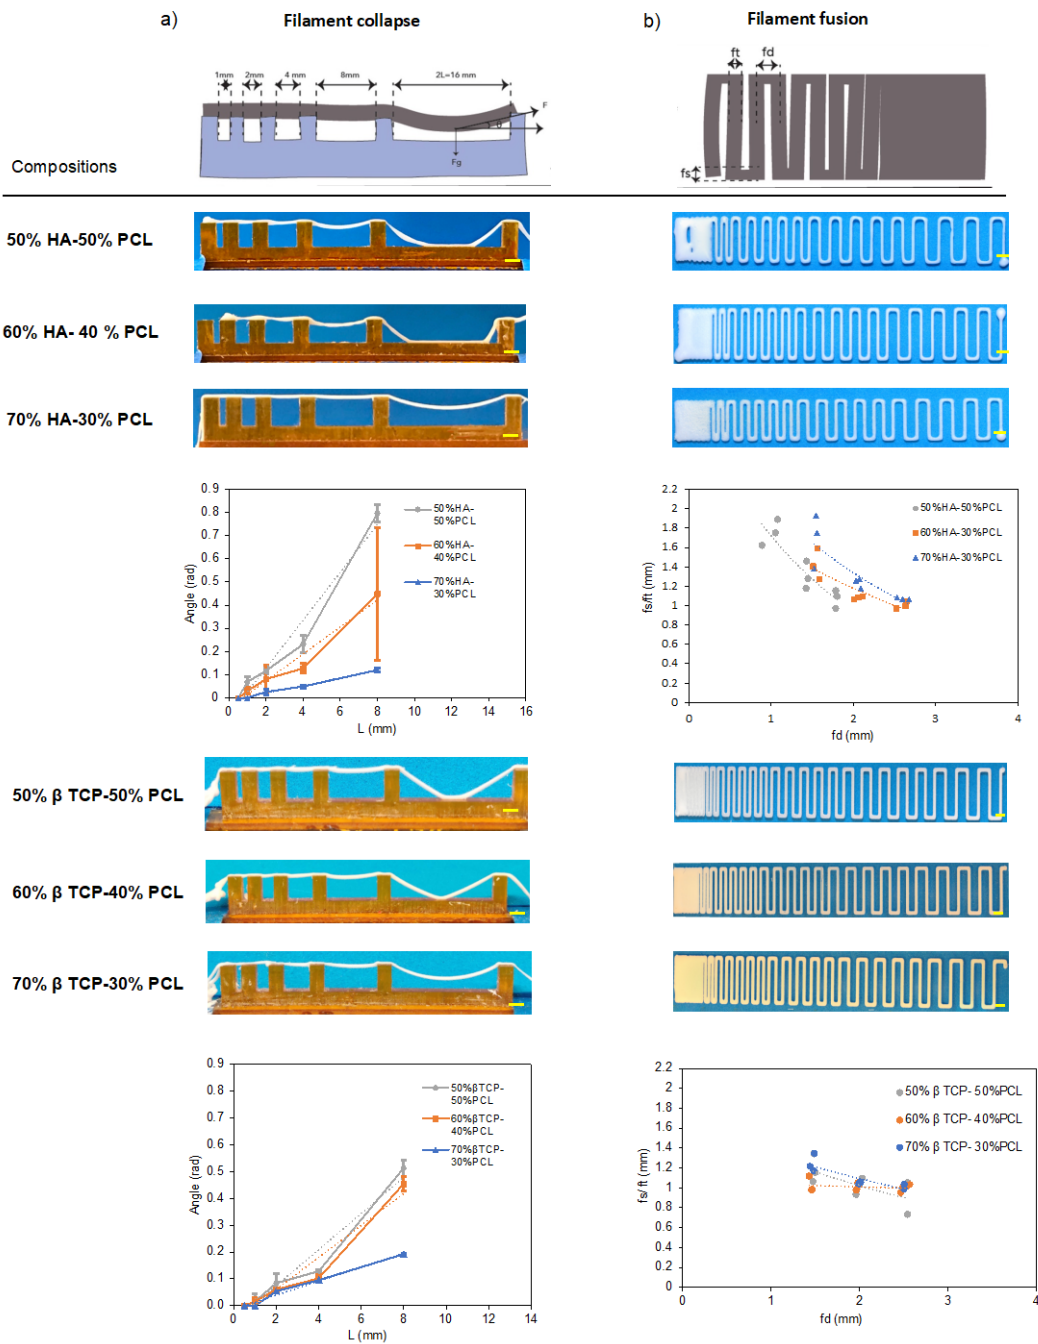 a) Filament collapse
b) Filament fusion
1mm 2mm 4 mm 8mm 2L=16 mm
F
θ
Fg
ft fd
fs
Compositions
50% HA-50% PCL
60% HA- 40 % PCL
70% HA-30% PCL
0.9
0.8
0.7
0.6
0.5
0.4
0.3
0.2
0.1
0
Angle (rad)
50%HA-
50%PCL
60%HA-
40%PCL
70%HA-
30%PCL
0 2 4 6 8 10 12 14 16
L (mm)
2.2
2
1.8
1.6
1.4
1.2
1
0.8
0.6
0.4
0.2
0
fs/ft (mm)
50%HA-50%PCL
60%HA-30%PCL
70%HA-30%PCL
0 1 2 3 4
fd (mm)
50% β TCP-50% PCL
60% β TCP-40% PCL
70% β TCP-30% PCL
0.9
0.8
0.7
0.6
0.5
0.4
0.3
0.2
0.1
0.0
Angle (rad)
50%βTCP-
50%PCL
60%βTCP-
40%PCL
70%βTCP-
30%PCL
0 2 4 6 8 10 12 14
L (mm)
2.2
2
1.8
1.6
1.4
1.2
1
0.8
0.6
0.4
0.2
0
fs/ ft (mm)
50% β TCP- 50%PCL
60% β TCP- 40%PCL
70% β TCP- 30%PCL
0 1 2 3 4
fd (mm)